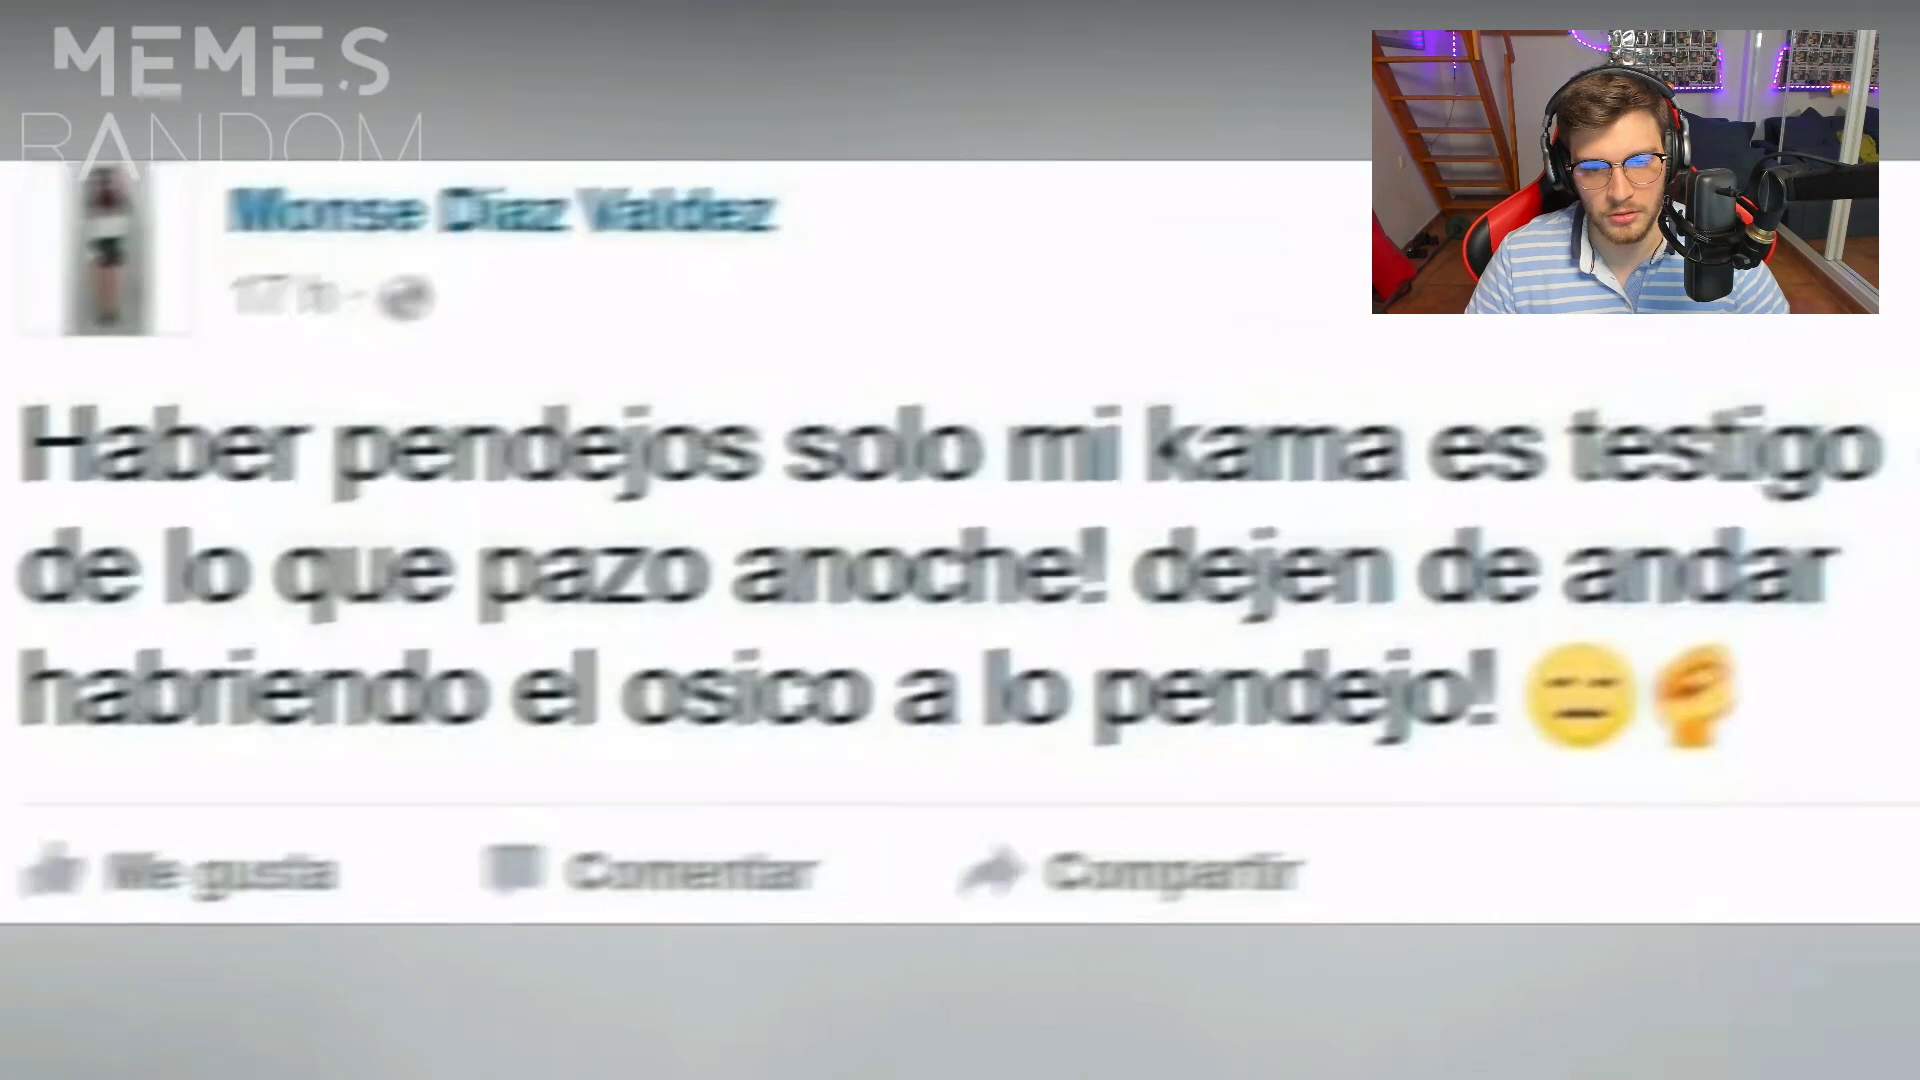 MEMES
RANDOM
Monse Díaz Valdez
17 h ·
Haber pendejos solo mi kama es testigo
de lo que pazo anoche! dejen de andar
habriendo el osico a lo pendejo! 😑✊
Me gusta Comentar Compartir